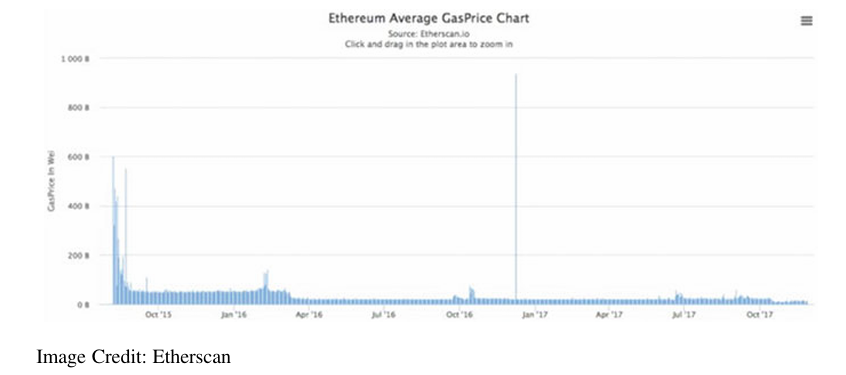 Ethereum Average GasPrice Chart
Source: Etherscan.io
Click and drag in the plot area to zoom in
GasPrice In Wei
1 000 B
800 B
600 B
400 B
200 B
0 B
Oct '15 Jan '16 Apr '16 Jul '16 Oct '16 Jan '17 Apr '17 Jul '17 Oct '17
Image Credit: Etherscan